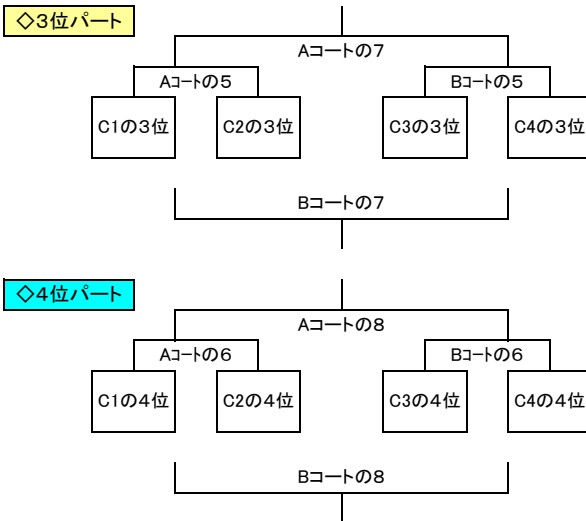 ◇3位パート
Aコートの7
Aコートの5
Bコートの5
C1の3位
C2の3位
C3の3位
C4の3位
Bコートの7
◇4位パート
Aコートの8
Aコートの6
Bコートの6
C1の4位
C2の4位
C3の4位
C4の4位
Bコートの8